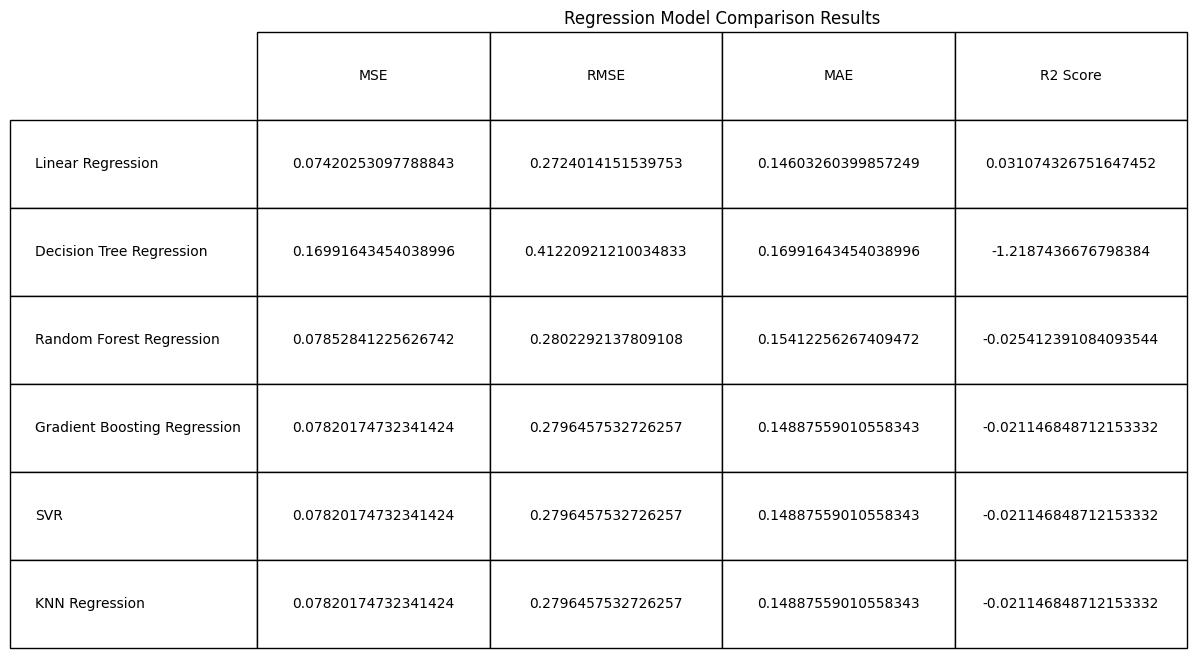 Regression Model Comparison Results
MSE RMSE MAE R2 Score
Linear Regression 0.07420253097788843 0.2724014151539753 0.14603260399857249 0.031074326751647452
Decision Tree Regression 0.16991643454038996 0.41220921210034833 0.16991643454038996 -1.2187436676798384
Random Forest Regression 0.07852841225626742 0.2802292137809108 0.15412256267409472 -0.025412391084093544
Gradient Boosting Regression 0.07820174732341424 0.2796457532726257 0.14887559010558343 -0.021146848712153332
SVR 0.07820174732341424 0.2796457532726257 0.14887559010558343 -0.021146848712153332
KNN Regression 0.07820174732341424 0.2796457532726257 0.14887559010558343 -0.021146848712153332